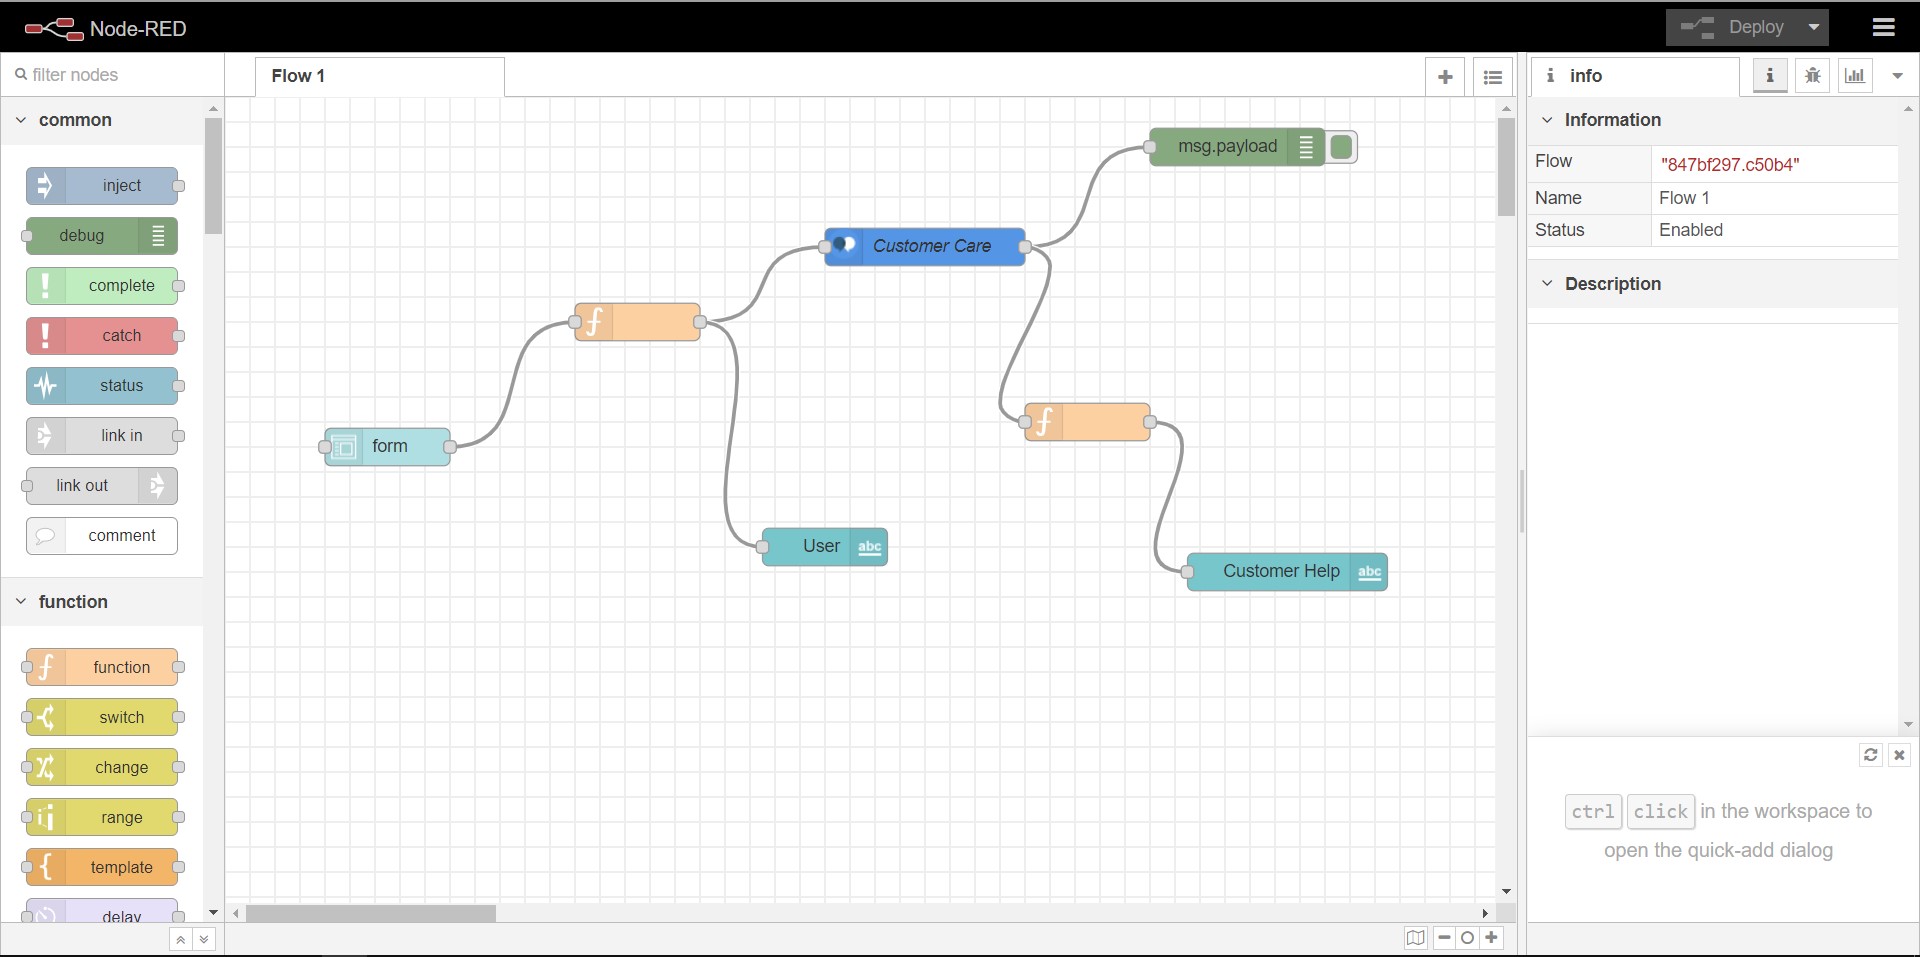 Node-RED
Deploy
filter nodes
Flow 1
info
common
inject
debug
complete
catch
status
link in
link out
comment
function
function
switch
change
range
template
delay
msg.payload
Customer Care
form
User
abc
Customer Help
abc
Information
Flow "847bf297.c50b4"
Name Flow 1
Status Enabled
Description
ctrl click in the workspace to
open the quick-add dialog